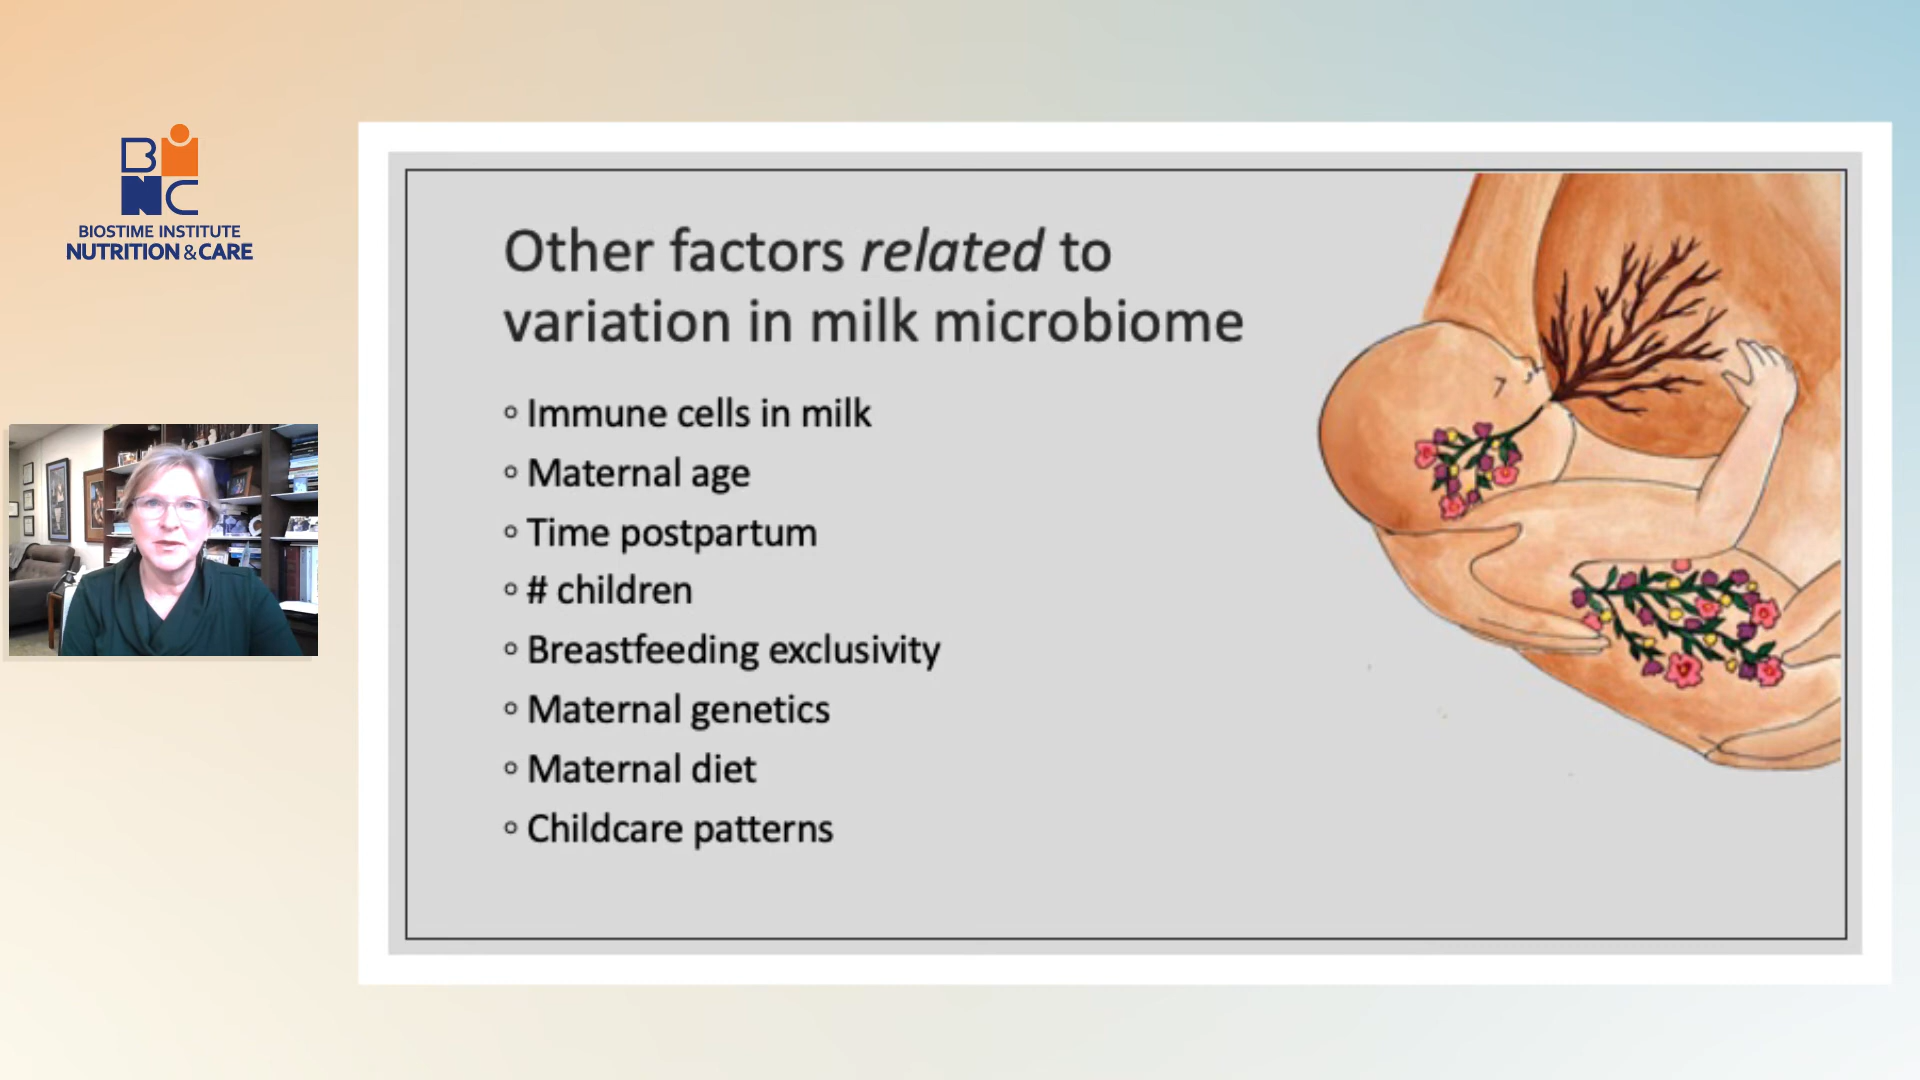 BINC
BIOSTIME INSTITUTE
NUTRITION & CARE
Other factors related to
variation in milk microbiome
◦ Immune cells in milk
◦ Maternal age
◦ Time postpartum
◦ # children
◦ Breastfeeding exclusivity
◦ Maternal genetics
◦ Maternal diet
◦ Childcare patterns